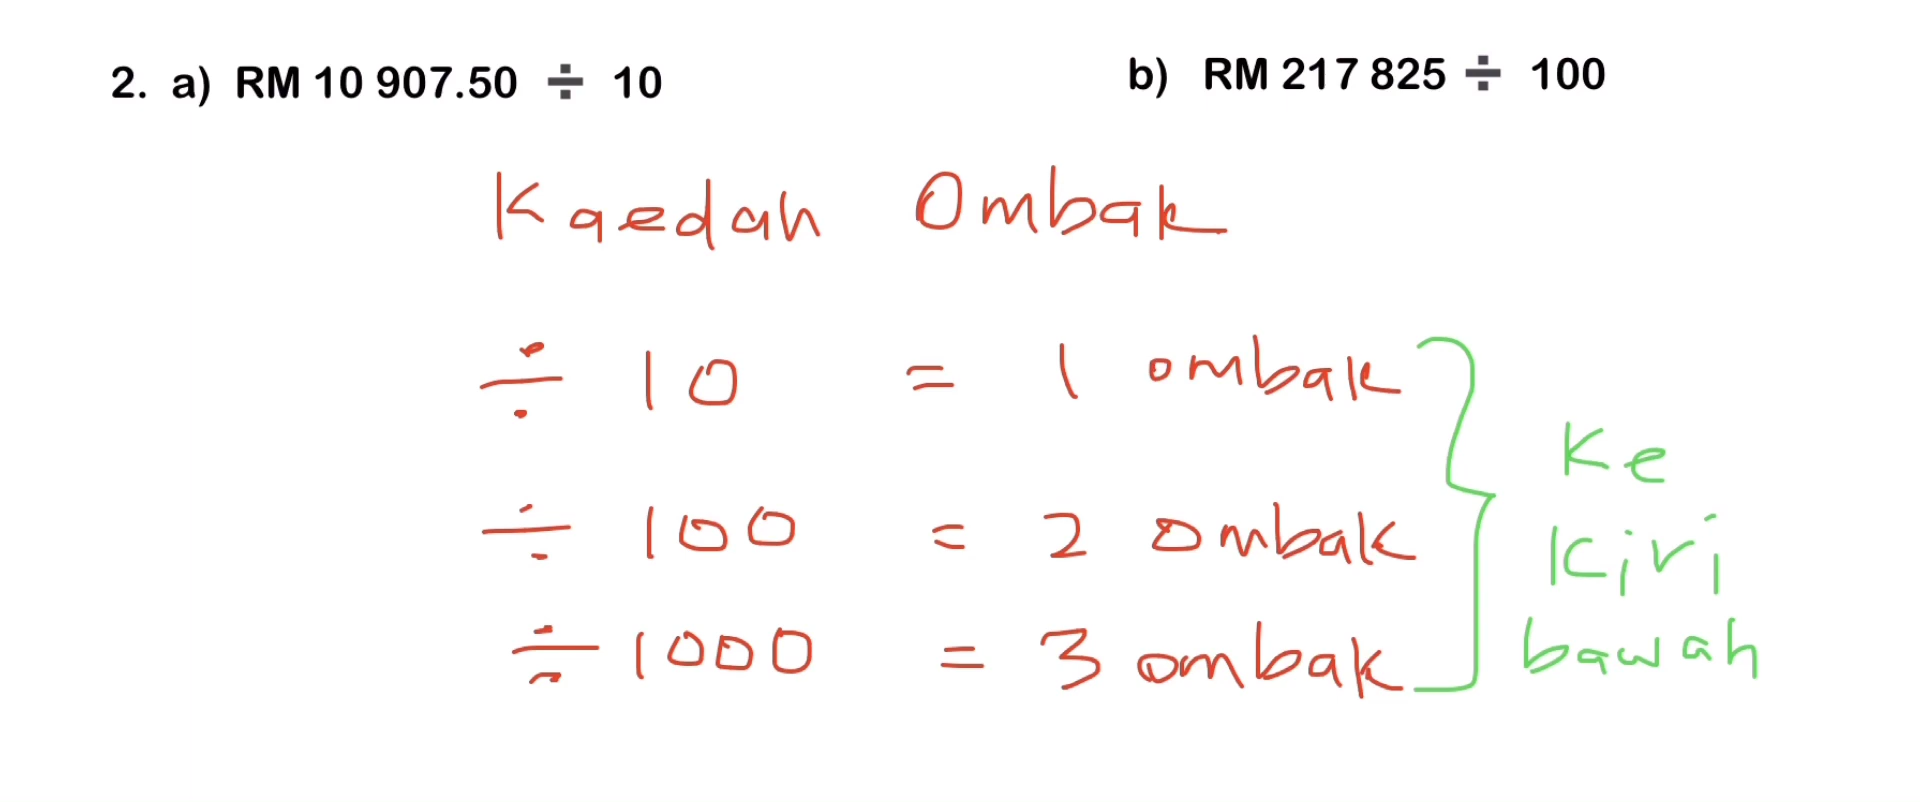 2. a) RM 10 907.50 ÷ 10
b) RM 217 825 ÷ 100
Kaedah Ombak
÷ 10 = 1 ombak
÷ 100 = 2 ombak
÷ 1000 = 3 ombak
Ke
Kiri
bawah